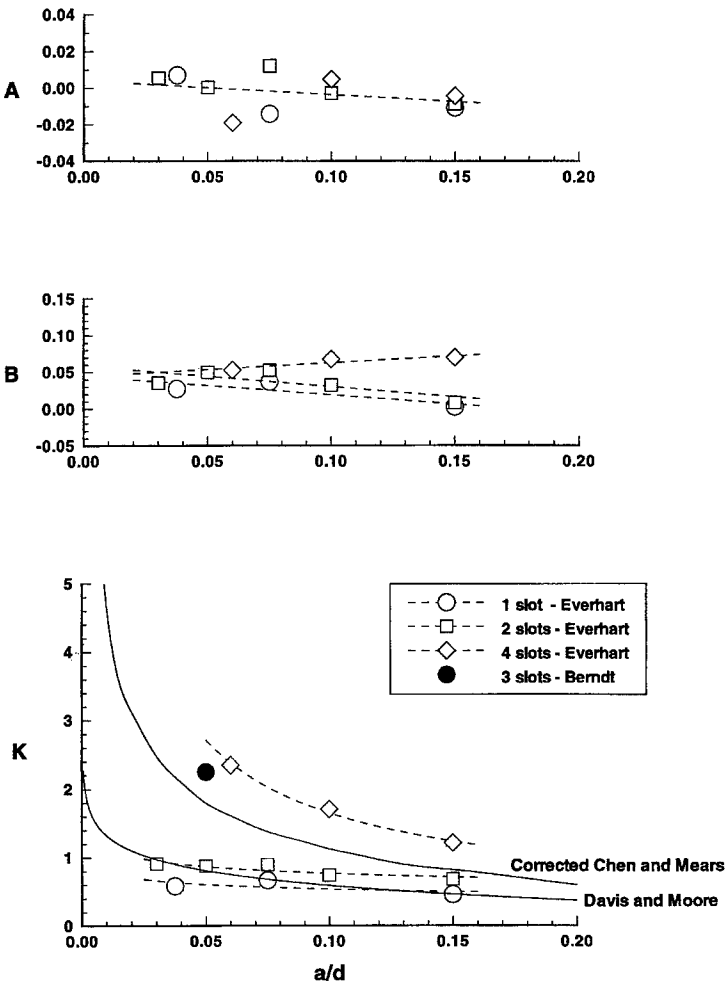 0.04
0.02
A
0.00
-0.02
-0.04
0.00 0.05 0.10 0.15 0.20
0.15
0.10
B
0.05
0.00
-0.05
0.00 0.05 0.10 0.15 0.20
5
4
3
K
2
1
0
1 slot - Everhart
2 slots - Everhart
4 slots - Everhart
3 slots - Berndt
Corrected Chen and Mears
Davis and Moore
0.00 0.05 0.10 0.15 0.20
a/d